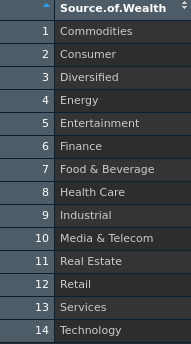 Source.of.Wealth
1 Commodities
2 Consumer
3 Diversified
4 Energy
5 Entertainment
6 Finance
7 Food & Beverage
8 Health Care
9 Industrial
10 Media & Telecom
11 Real Estate
12 Retail
13 Services
14 Technology